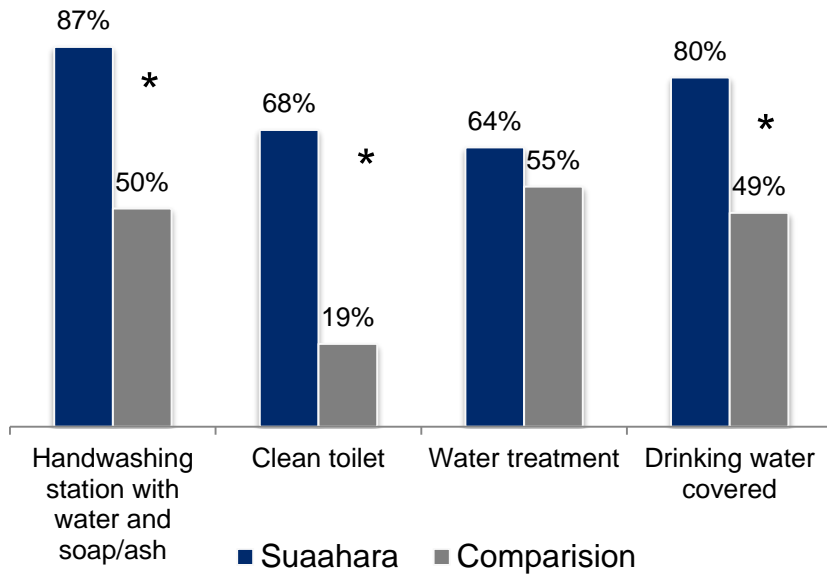 87%
50%
*
68%
19%
*
64%
55%
80%
49%
*
Handwashing
station with
water and
soap/ash
Clean toilet
Water treatment
Drinking water
covered
Suaahara
Comparision